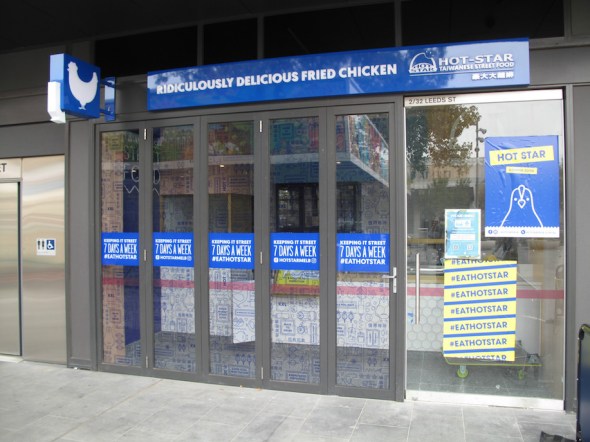 RIDICULOUSLY DELICIOUS FRIED CHICKEN
HOT-STAR
TAIWANESE STREET FOOD
豪大大雞排
2/32 LEEDS ST
HOT STAR
KEEPING IT STREET
7 DAYS A WEEK
#EATHOTSTAR
KEEPING IT STREET
7 DAYS A WEEK
HOTSTARMELB
KEEPING IT STREET
7 DAYS A WEEK
#EATHOTSTAR
KEEPING IT STREET
7 DAYS A WEEK
HOTSTARMELB
KEEPING IT STREET
7 DAYS A WEEK
#EATHOTSTAR
#EATHOTSTAR
#EATHOTSTAR
#EATHOTSTAR
#EATHOTSTAR
#EATHOTSTAR
#EATHOTSTAR